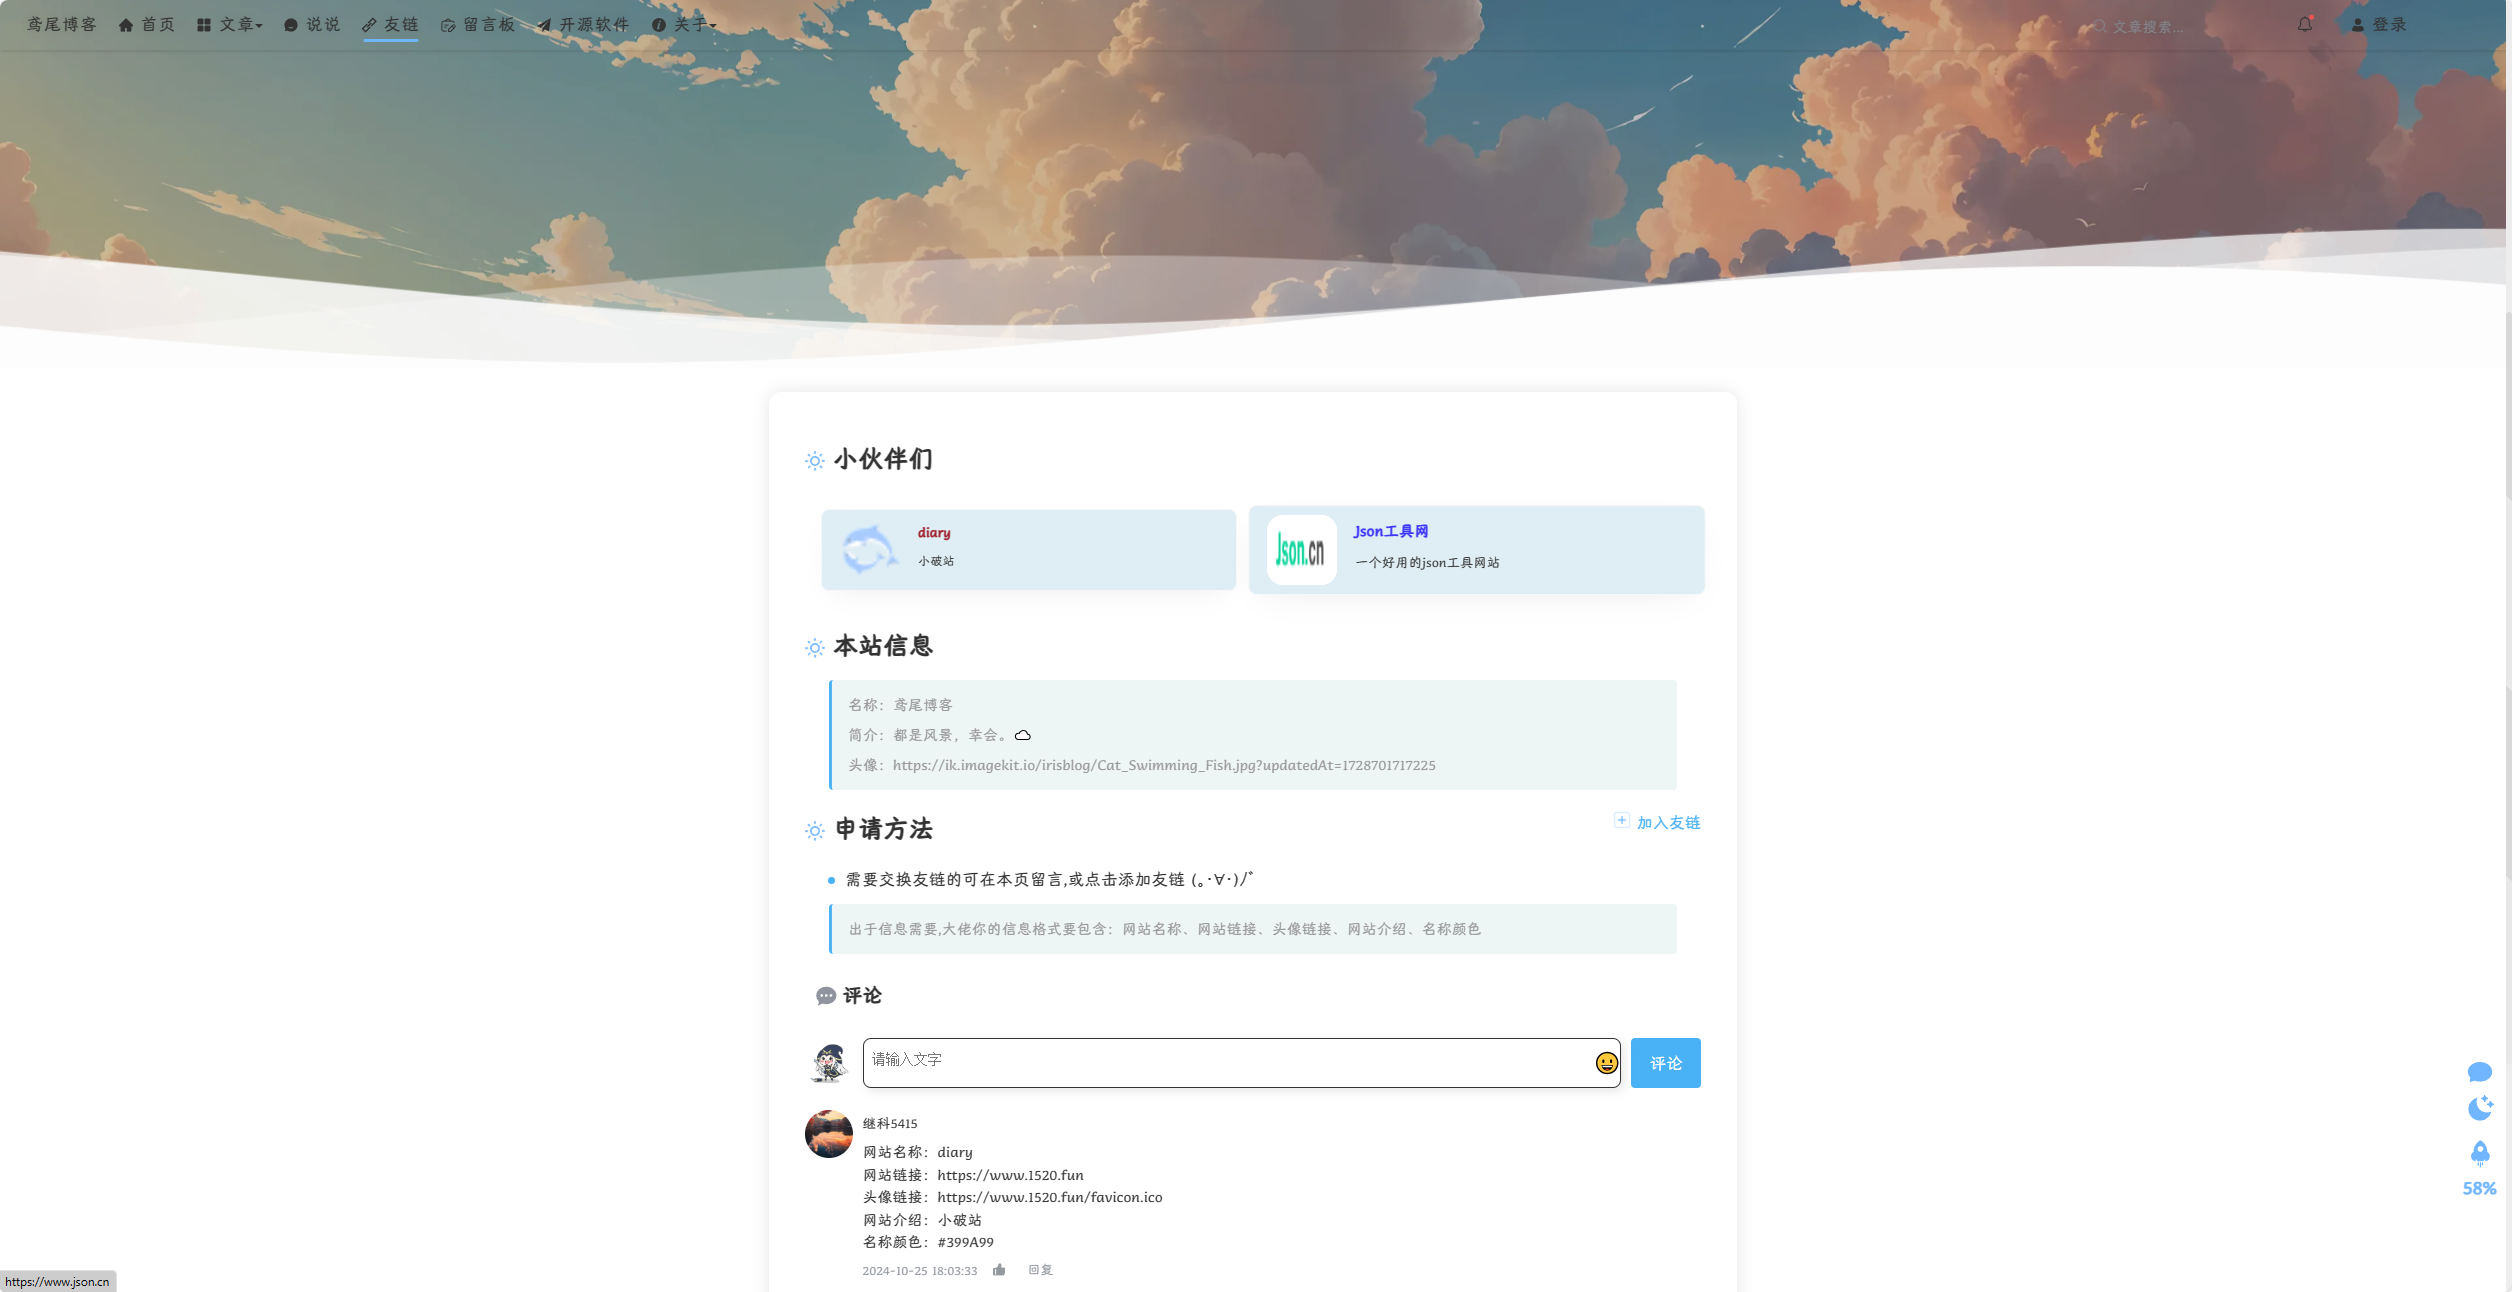 鸢尾博客 首页 文章 说说 友链 留言板 开源软件 关于 文章搜索... 登录
小伙伴们
diary
小破站
Json.cn
Json工具网
一个好用的json工具网站
本站信息
名称：鸢尾博客
简介：都是风景，幸会。
头像：https://ik.imagekit.io/irisblog/Cat_Swimming_Fish.jpg?updatedAt=1728701717225
申请方法
加入友链
需要交换友链的可在本页留言,或点击添加友链 (｡･∀･)ﾉﾞ
出于信息需要,大佬你的信息格式要包含：网站名称、网站链接、头像链接、网站介绍、名称颜色
评论
请输入文字
评论
继科5415
网站名称：diary
网站链接：https://www.1520.fun
头像链接：https://www.1520.fun/favicon.ico
网站介绍：小破站
名称颜色：#399A99
2024-10-25 18:03:33 回复
58%
https://www.json.cn